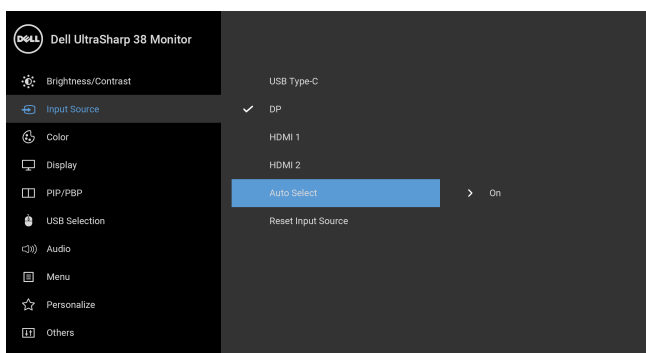 DELL
Dell UltraSharp 38 Monitor
Brightness/Contrast
Input Source
Color
Display
PIP/PBP
USB Selection
Audio
Menu
Personalize
Others
USB Type-C
DP
HDMI 1
HDMI 2
Auto Select
On
Reset Input Source